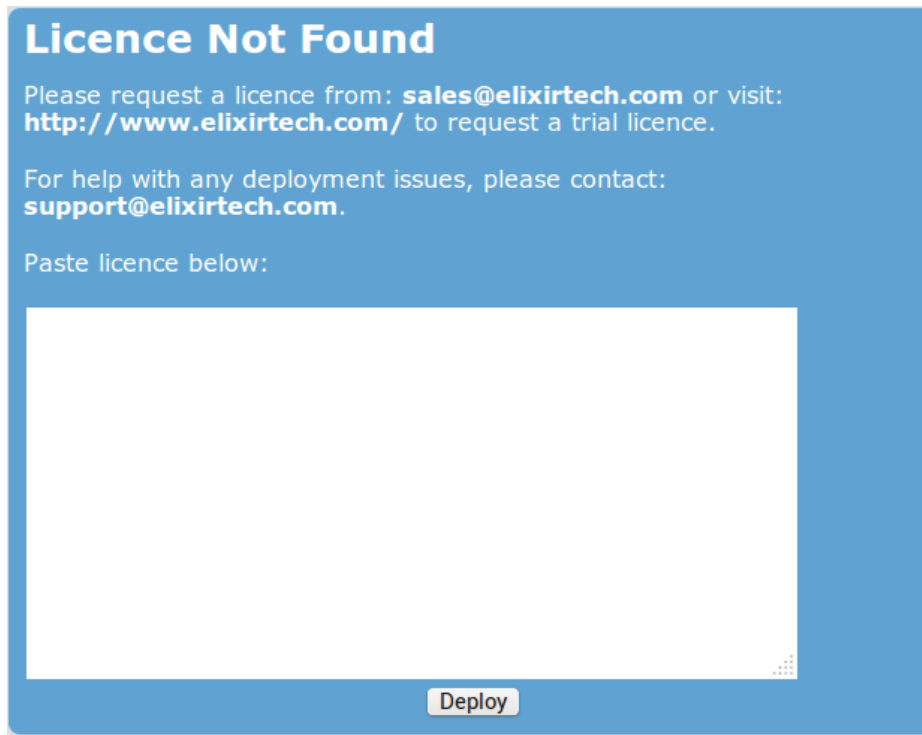 Licence Not Found
Please request a licence from: sales@elixirtech.com or visit:
http://www.elixirtech.com/ to request a trial licence.
For help with any deployment issues, please contact:
support@elixirtech.com.
Paste licence below:
Deploy